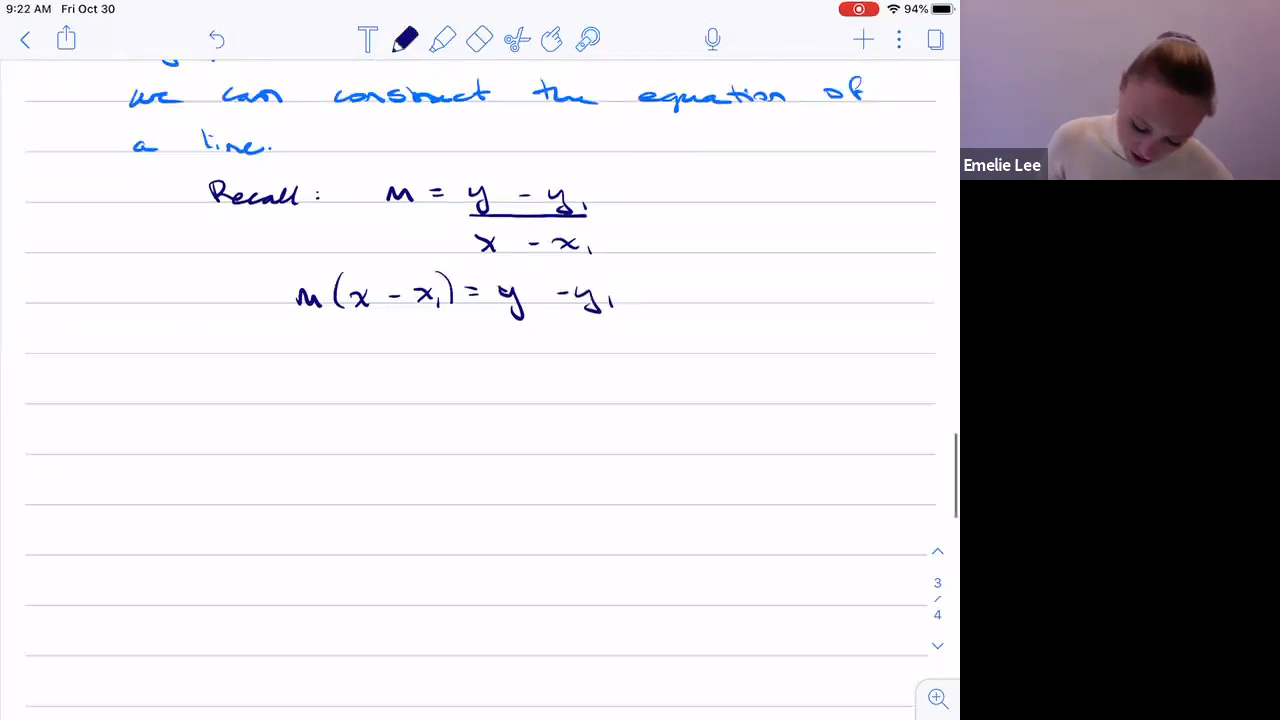 9:22 AM Fri Oct 30
94%
we can construct the equation of
a line.
Recall : m = y - y₁
x - x₁
m(x - x₁) = y - y₁
Emelie Lee
3
/
4